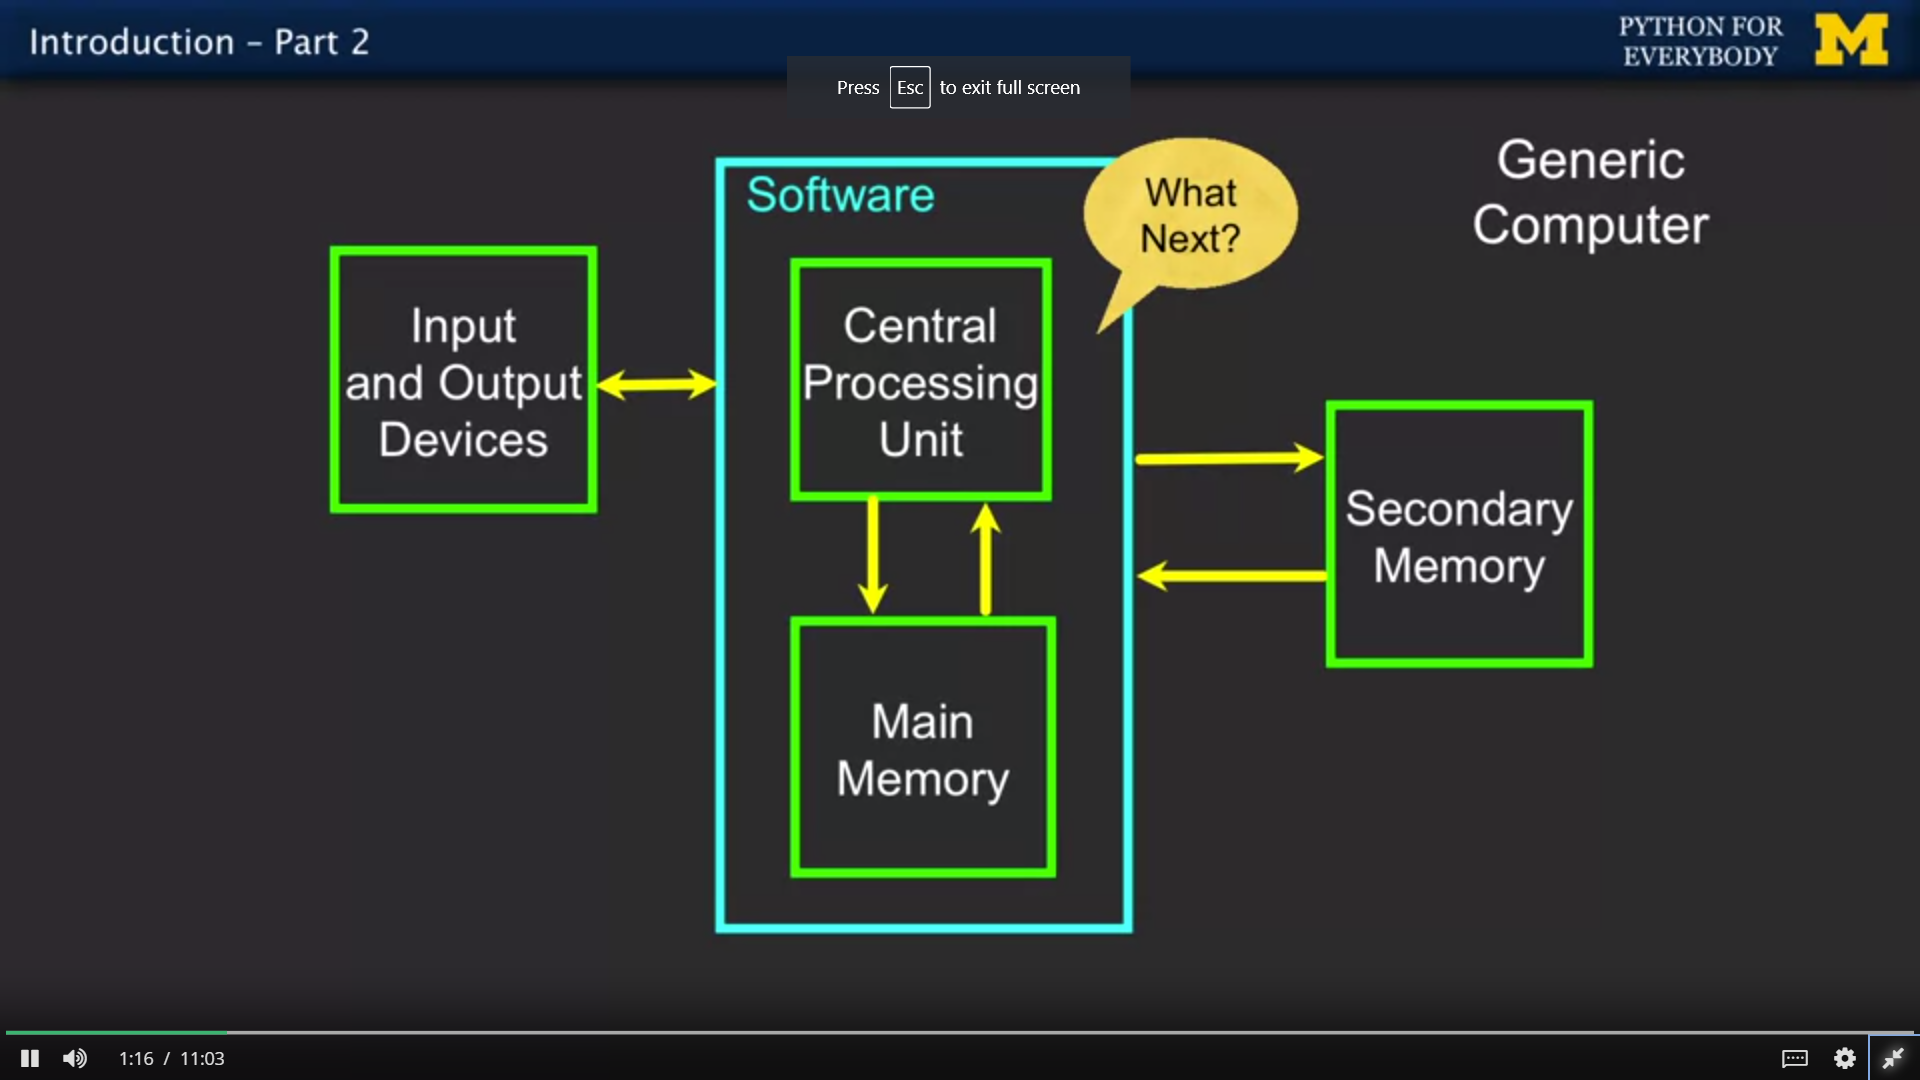 Introduction – Part 2
PYTHON FOR
EVERYBODY
M
Press Esc to exit full screen
Generic
Computer
Software
What
Next?
Input
and Output
Devices
Central
Processing
Unit
Secondary
Memory
Main
Memory
1:16 / 11:03